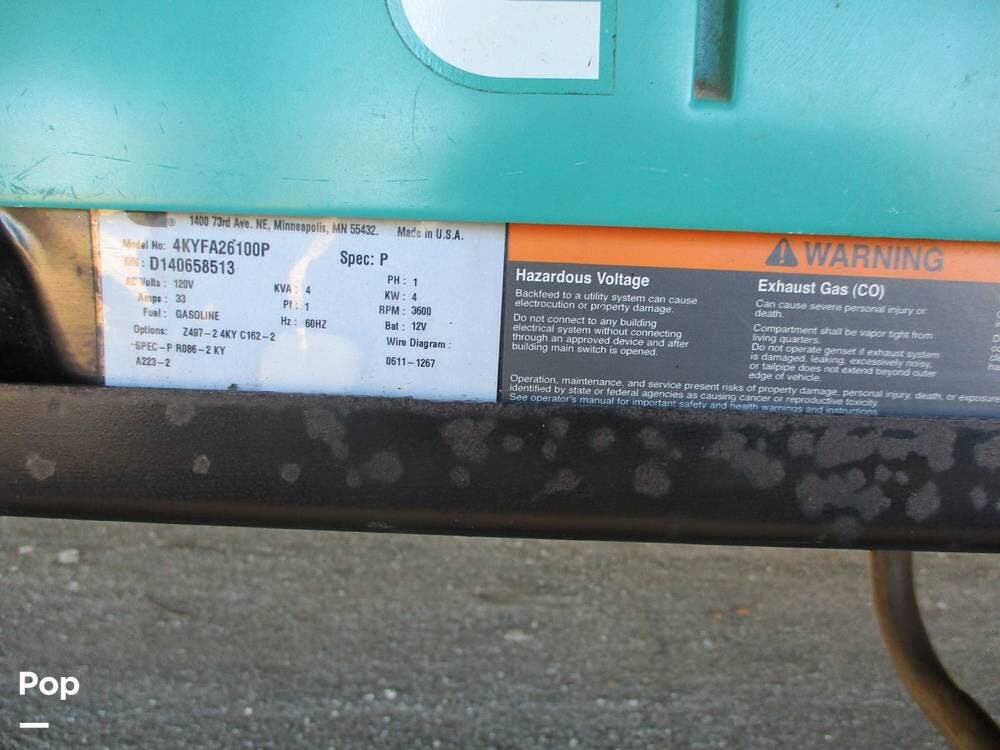 ® 1400 73rd Ave. NE, Minneapolis, MN 55432. Made in U.S.A.
Model No: 4KYFA26100P Spec: P
S/N: D140658513
AC Volts: 120V KVA: 4 PH: 1
Amps: 33 Pf: 1 KW: 4
Fuel: GASOLINE Hz: 60HZ RPM: 3600
Bat: 12V
Options: Z497-2 4KY C162-2 Wire Diagram:
SPEC-P R086-2 KY
A223-2 0611-1267
WARNING
Hazardous Voltage
Backfeed to a utility system can cause
electrocution or property damage.
Do not connect to any building
electrical system without connecting
through an approved device and after
building main switch is opened.
Exhaust Gas (CO)
Can cause severe personal injury or
death.
Compartment shall be vapor tight from
living quarters.
Do not operate genset if exhaust system
is damaged, leaking, excessively noisy,
or tailpipe does not extend beyond outer
edge of vehicle.
Operation, maintenance, and service present risks of property damage, personal injury, death, or exposure
identified by state or federal agencies as causing cancer or reproductive toxicity.
See operator's manual for important safety and health warnings and instructions
Pop